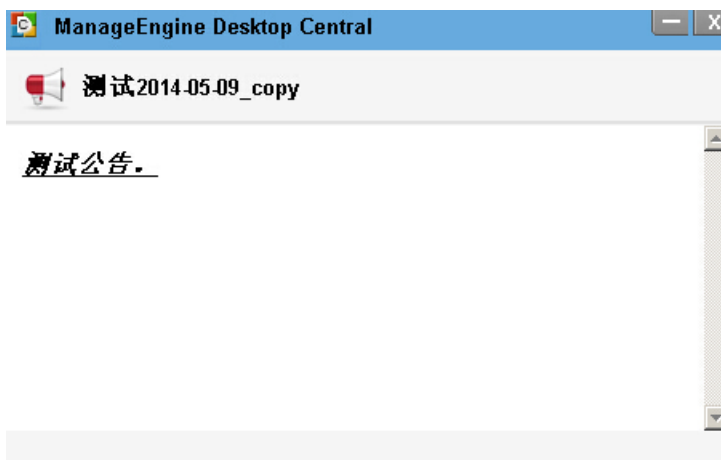 ManageEngine Desktop Central
测试2014-05-09_copy
测试公告。